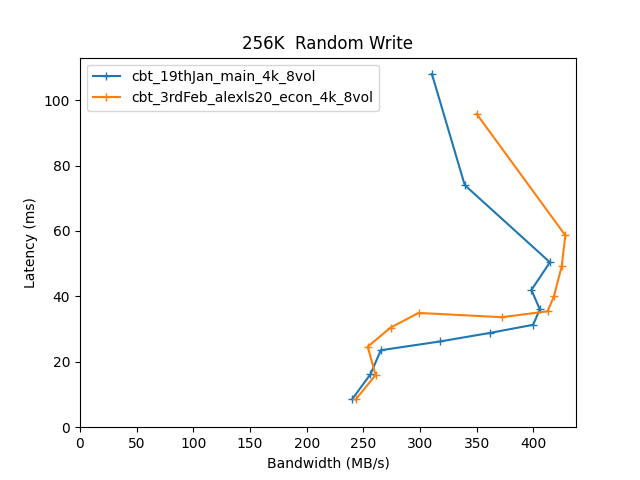 256K  Random Write
cbt_19thJan_main_4k_8vol
cbt_3rdFeb_alexls20_econ_4k_8vol
100
80
60
40
20
0
Latency (ms)
0 50 100 150 200 250 300 350 400
Bandwidth (MB/s)